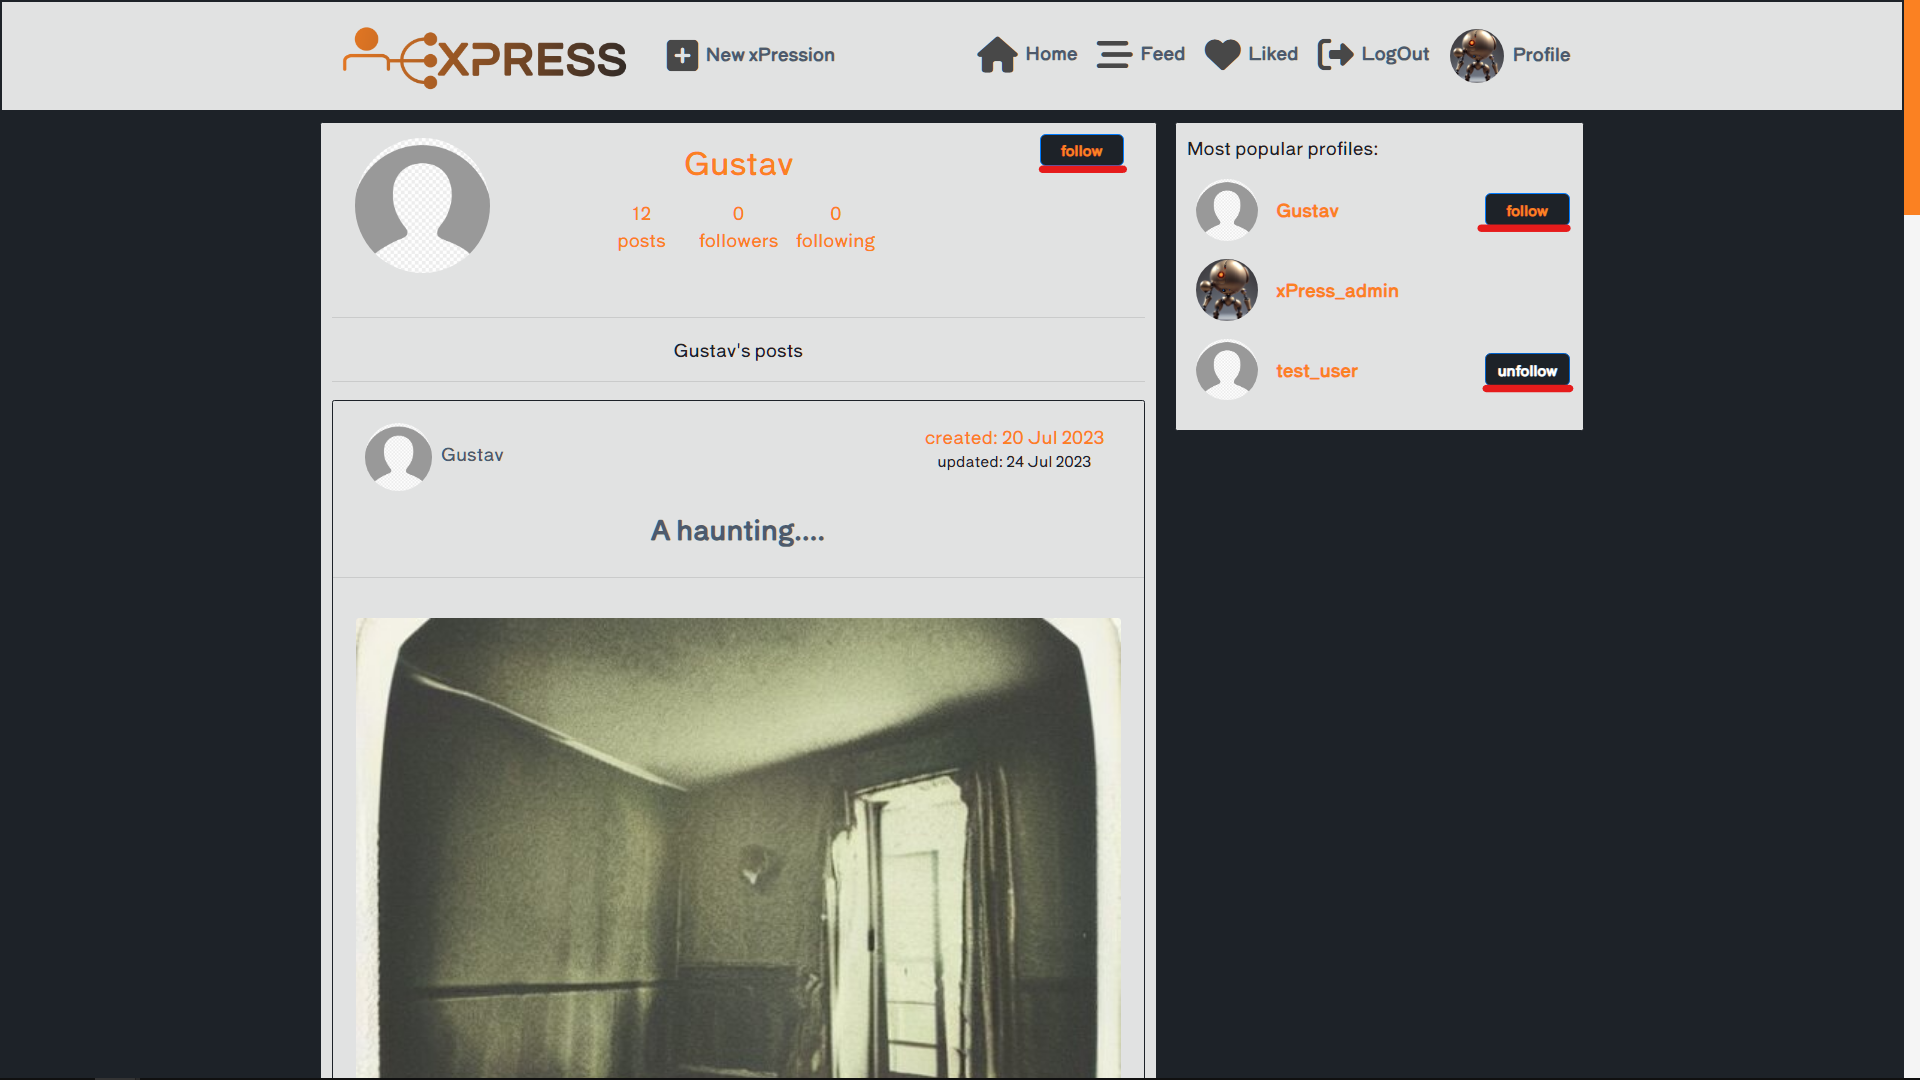 XPRESS
New xPression
Home
Feed
Liked
LogOut
Profile
Gustav
follow
12
posts
0
followers
0
following
Gustav's posts
Gustav
created: 20 Jul 2023
updated: 24 Jul 2023
A haunting....
Most popular profiles:
Gustav
follow
xPress_admin
test_user
unfollow